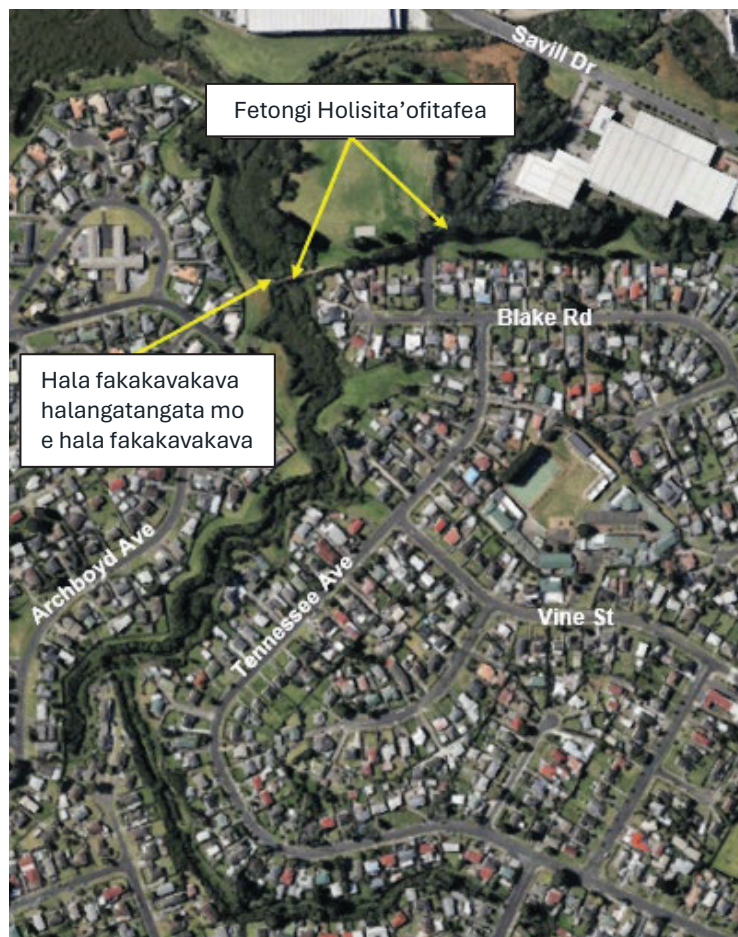 Savill Dr
Fetongi Holisita’ofitafea
Blake Rd
Hala fakakavakava
halangatangata mo
e hala fakakavakava
Archboyd Ave
Tennessee Ave
Vine St